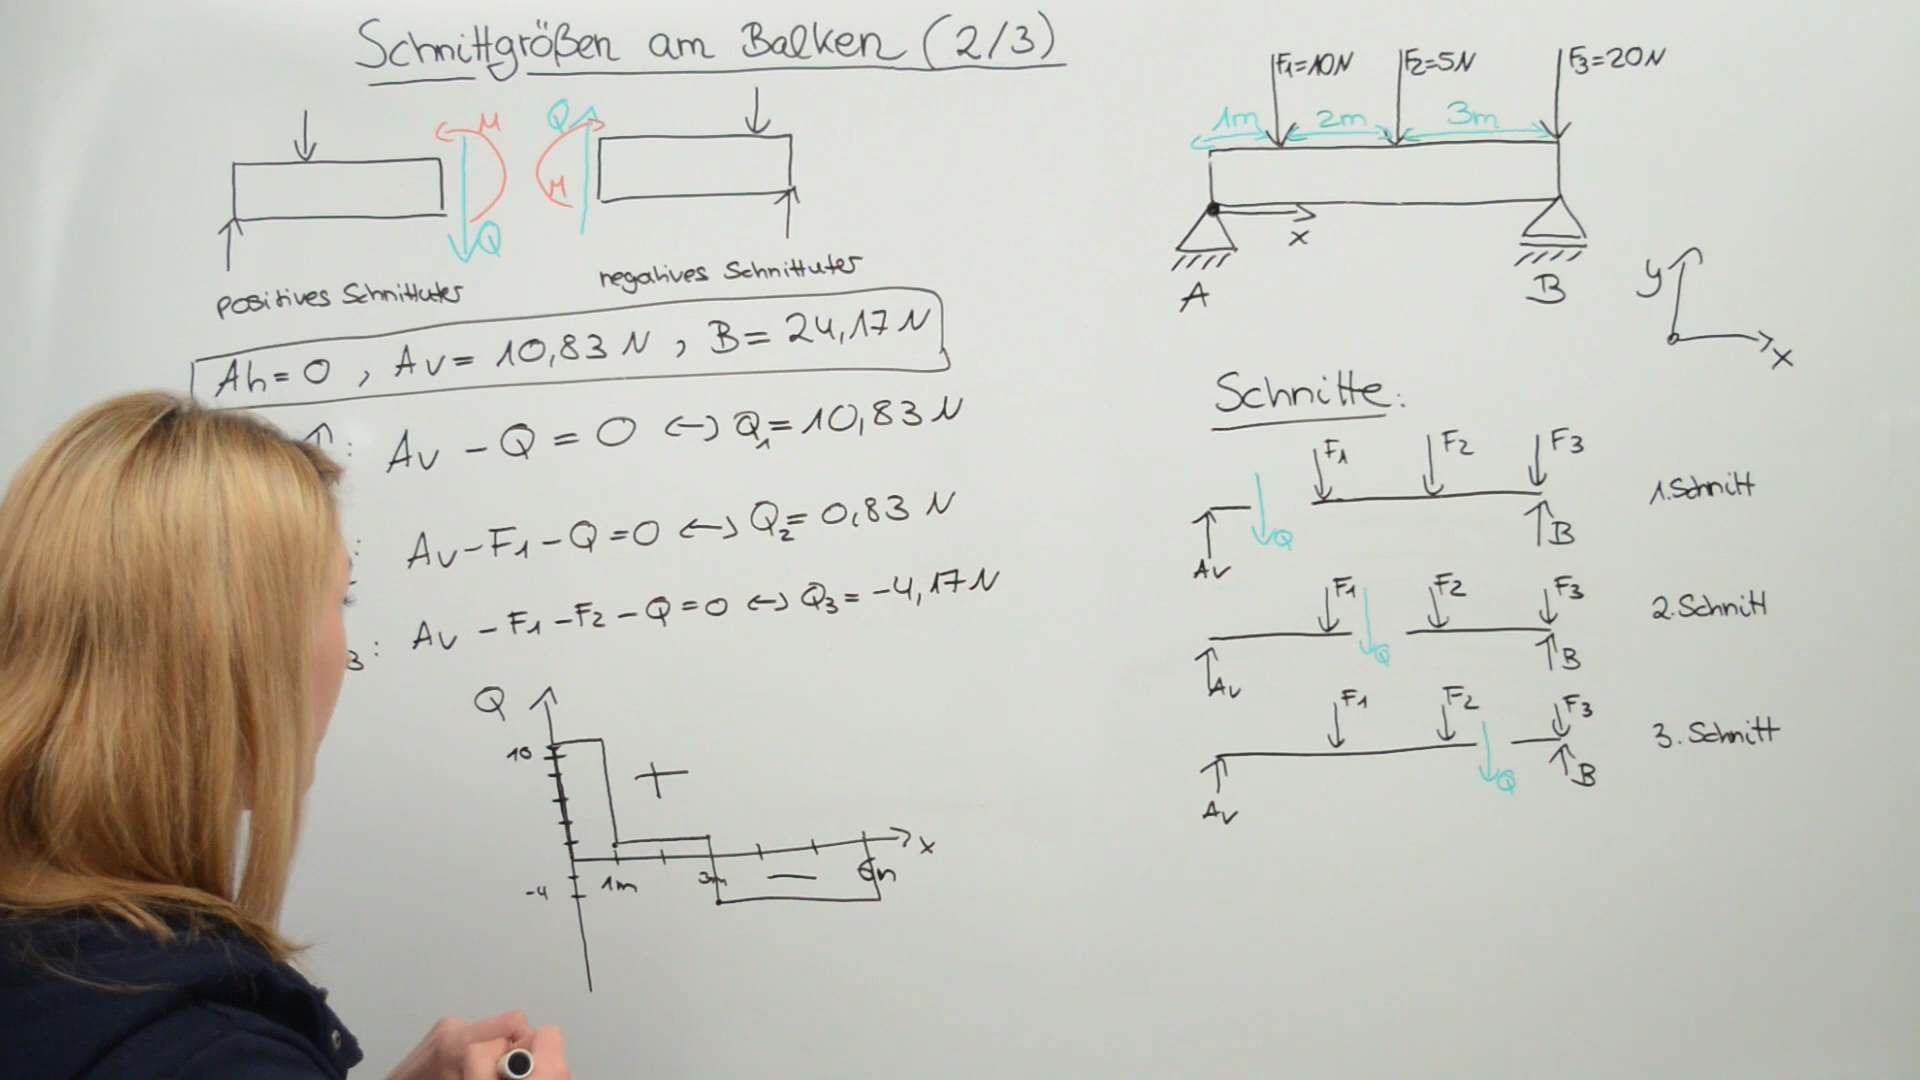 Schnittgrößen am Balken (2/3)
M
Q
Q
M
positives Schnittufer
negatives Schnittufer
Ah = 0 , Av = 10,83 N , B = 24,17 N
: Av - Q = 0 <-> Q1 = 10,83 N
: Av - F1 - Q = 0 <-> Q2 = 0,83 N
3: Av - F1 - F2 - Q = 0 <-> Q3 = -4,17 N
Q
10
-4
1m
3m
6m
x
+
-
F1=10N
F2=5N
F3=20N
1m
2m
3m
x
A
B
y
x
Schnitte:
F1
F2
F3
Av
Q
B
1. Schnitt
F1
F2
F3
Av
Q
B
2. Schnitt
F1
F2
F3
Av
Q
B
3. Schnitt